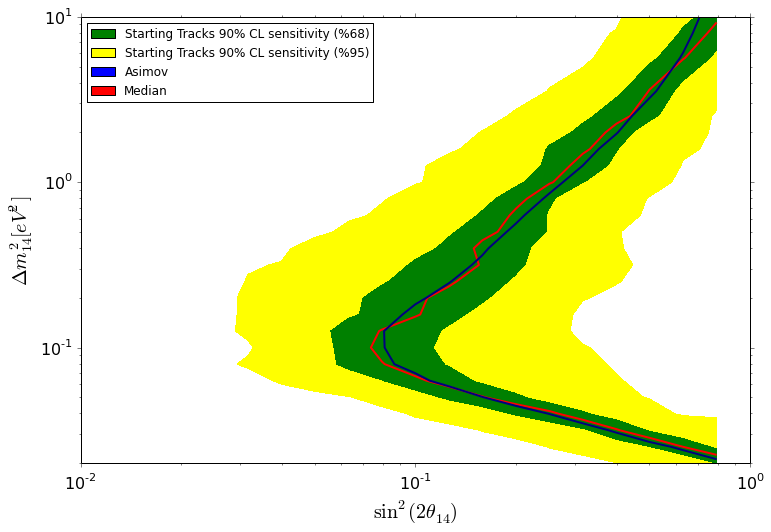 Starting Tracks 90% CL sensitivity (%68)
Starting Tracks 90% CL sensitivity (%95)
Asimov
Median
10¹
10⁰
10⁻¹
Δm²₁₄[eV²]
10⁻² 10⁻¹ 10⁰
sin²(2θ₁₄)